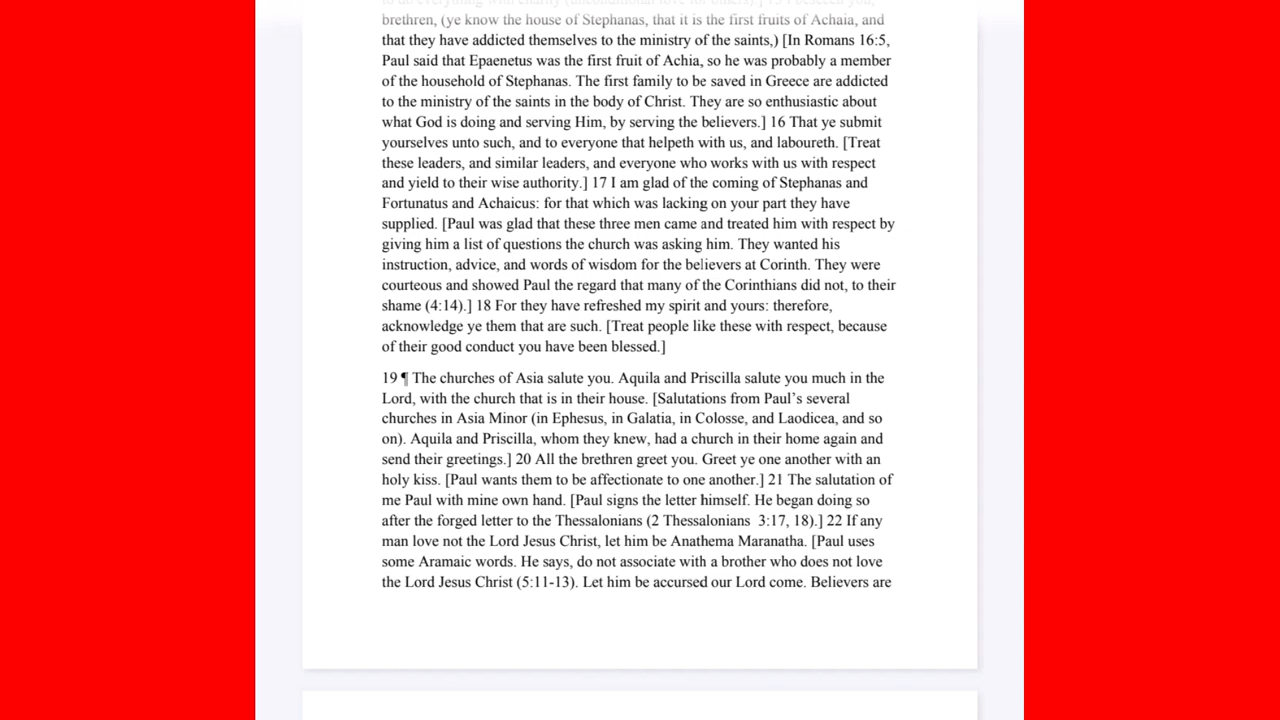 to do everything with charity (unconditional love for others).] 15 I beseech you,
brethren, (ye know the house of Stephanas, that it is the first fruits of Achaia, and
that they have addicted themselves to the ministry of the saints,) [In Romans 16:5,
Paul said that Epaenetus was the first fruit of Achia, so he was probably a member
of the household of Stephanas. The first family to be saved in Greece are addicted
to the ministry of the saints in the body of Christ. They are so enthusiastic about
what God is doing and serving Him, by serving the believers.] 16 That ye submit
yourselves unto such, and to everyone that helpeth with us, and laboureth. [Treat
these leaders, and similar leaders, and everyone who works with us with respect
and yield to their wise authority.] 17 I am glad of the coming of Stephanas and
Fortunatus and Achaicus: for that which was lacking on your part they have
supplied. [Paul was glad that these three men came and treated him with respect by
giving him a list of questions the church was asking him. They wanted his
instruction, advice, and words of wisdom for the believers at Corinth. They were
courteous and showed Paul the regard that many of the Corinthians did not, to their
shame (4:14).] 18 For they have refreshed my spirit and yours: therefore,
acknowledge ye them that are such. [Treat people like these with respect, because
of their good conduct you have been blessed.]
19 ¶ The churches of Asia salute you. Aquila and Priscilla salute you much in the
Lord, with the church that is in their house. [Salutations from Paul’s several
churches in Asia Minor (in Ephesus, in Galatia, in Colosse, and Laodicea, and so
on). Aquila and Priscilla, whom they knew, had a church in their home again and
send their greetings.] 20 All the brethren greet you. Greet ye one another with an
holy kiss. [Paul wants them to be affectionate to one another.] 21 The salutation of
me Paul with mine own hand. [Paul signs the letter himself. He began doing so
after the forged letter to the Thessalonians (2 Thessalonians  3:17, 18).] 22 If any
man love not the Lord Jesus Christ, let him be Anathema Maranatha. [Paul uses
some Aramaic words. He says, do not associate with a brother who does not love
the Lord Jesus Christ (5:11-13). Let him be accursed our Lord come. Believers are